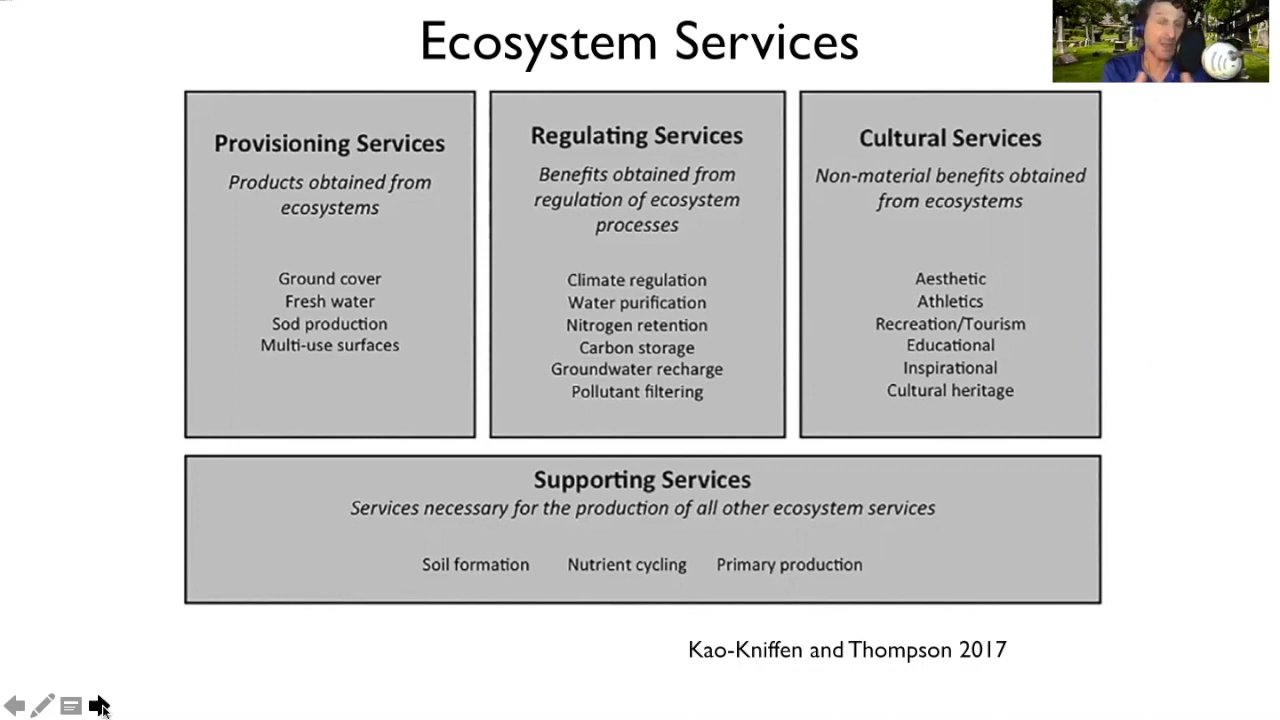 Ecosystem Services
Provisioning Services
Products obtained from
ecosystems
Ground cover
Fresh water
Sod production
Multi-use surfaces
Regulating Services
Benefits obtained from
regulation of ecosystem
processes
Climate regulation
Water purification
Nitrogen retention
Carbon storage
Groundwater recharge
Pollutant filtering
Cultural Services
Non-material benefits obtained
from ecosystems
Aesthetic
Athletics
Recreation/Tourism
Educational
Inspirational
Cultural heritage
Supporting Services
Services necessary for the production of all other ecosystem services
Soil formation Nutrient cycling Primary production
Kao-Kniffen and Thompson 2017